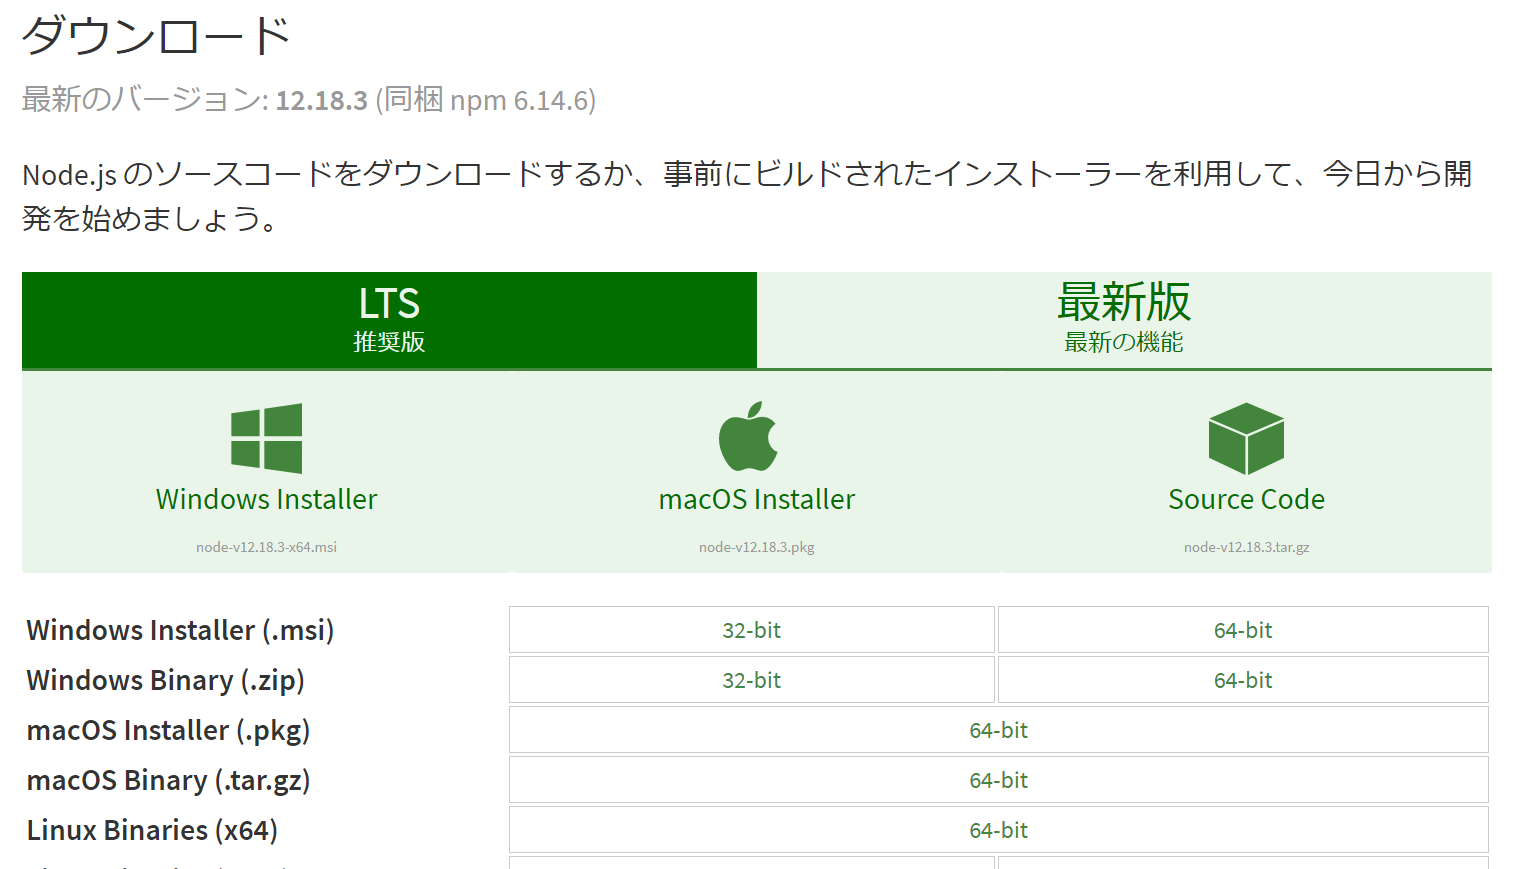 ダウンロード
最新のバージョン: 12.18.3 (同梱 npm 6.14.6)
Node.js のソースコードをダウンロードするか、事前にビルドされたインストーラーを利用して、今日から開
発を始めましょう。
LTS
推奨版
最新版
最新の機能
Windows Installer
node-v12.18.3-x64.msi
macOS Installer
node-v12.18.3.pkg
Source Code
node-v12.18.3.tar.gz
Windows Installer (.msi) 32-bit 64-bit
Windows Binary (.zip) 32-bit 64-bit
macOS Installer (.pkg) 64-bit
macOS Binary (.tar.gz) 64-bit
Linux Binaries (x64) 64-bit